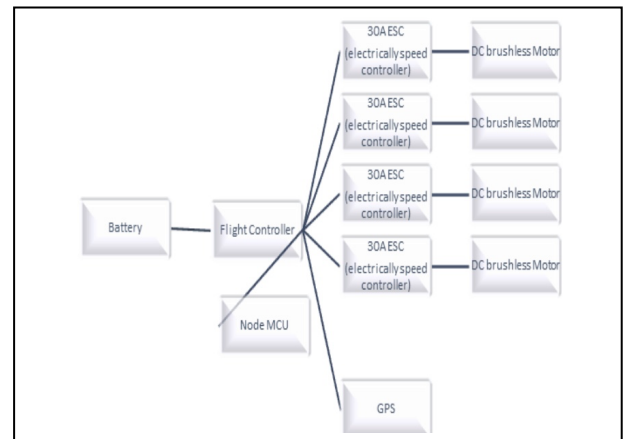 30A ESC
(electrically speed
controller)
DC brushless Motor
30A ESC
(electrically speed
controller)
DC brushless Motor
30A ESC
(electrically speed
controller)
DC brushless Motor
Battery
Flight Controller
30A ESC
(electrically speed
controller)
DC brushless Motor
Node MCU
GPS